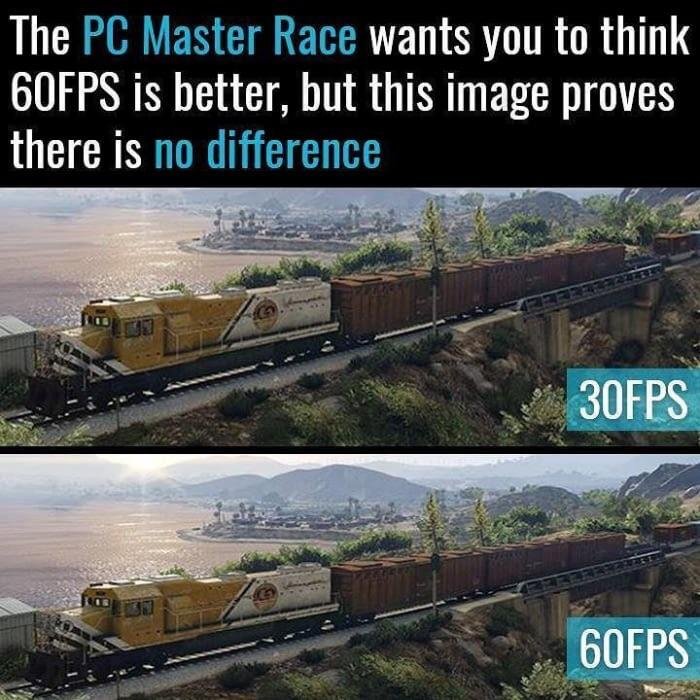 The PC Master Race wants you to think
60FPS is better, but this image proves
there is no difference
30FPS
60FPS